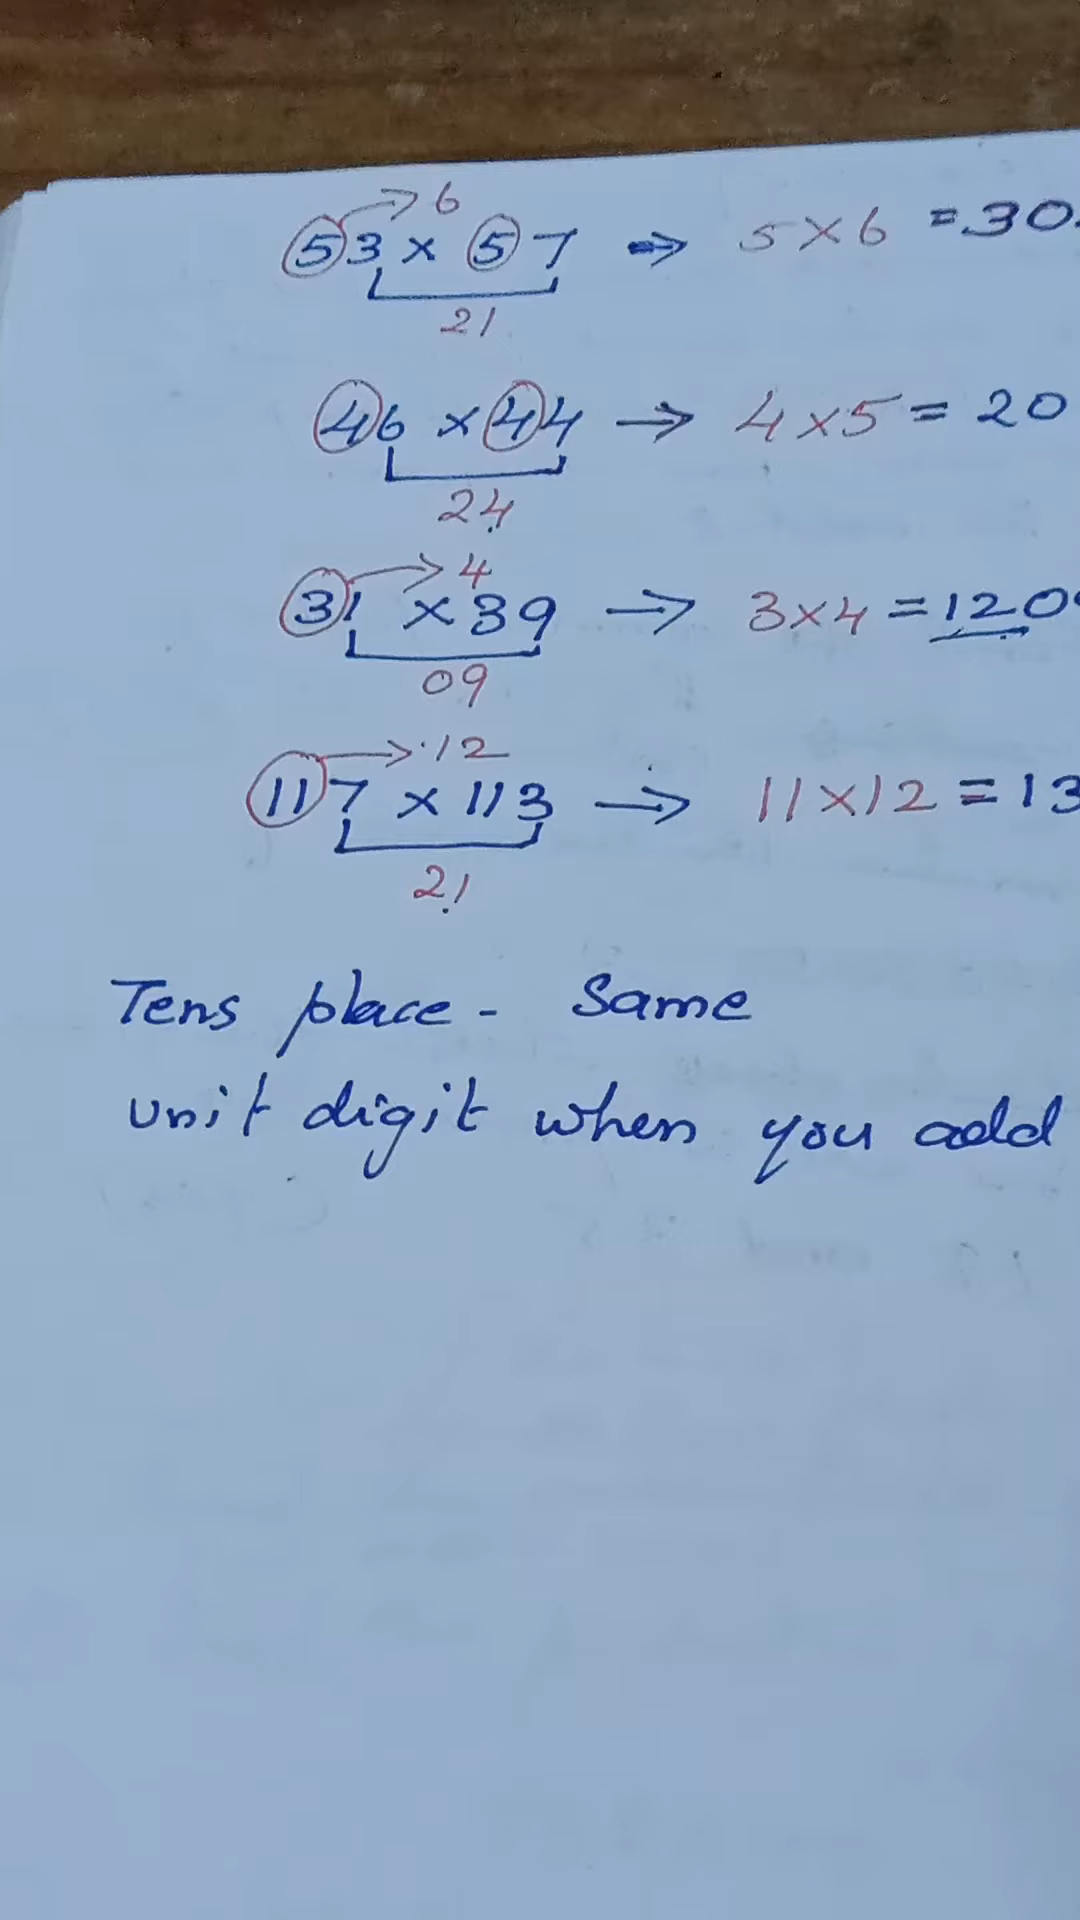 6
53 x 57 → 5x6 = 30
21
46 x 44 → 4x5 = 20
24
4
31 x 39 → 3x4 = 120
09
12
117 x 113 → 11x12 = 13
21
Tens place - Same
unit digit when you add